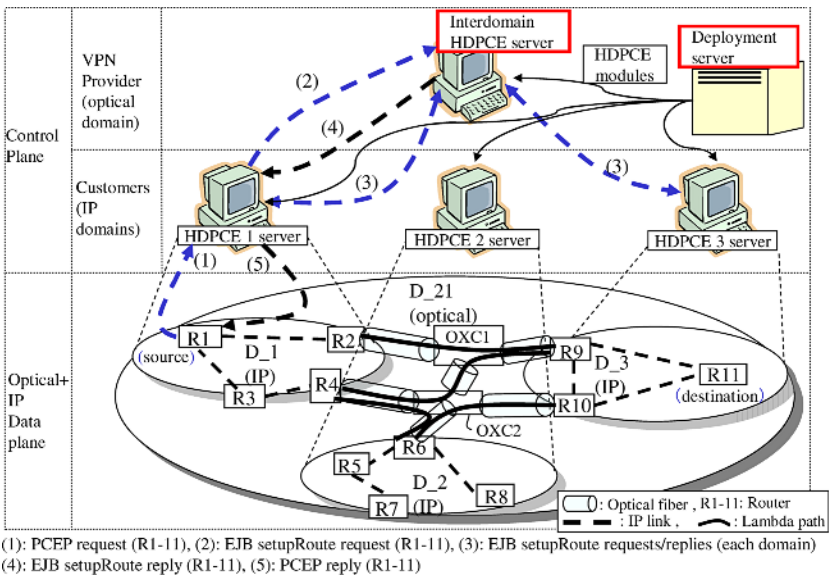 Interdomain
HDPCE server
Deployment
server
HDPCE
modules
VPN
Provider
(optical
domain)
(2)
(4)
Control
Plane
Customers
(IP
domains)
(3)
(3)
HDPCE 1 server
HDPCE 2 server
HDPCE 3 server
(1)
(5)
D_21
(optical)
OXC1
R1
(source)
R2
D_1
(IP)
R9
D_3
(IP)
R11
(destination)
Optical+
IP
Data
plane
R3
R4
R10
OXC2
R6
R5
D_2
(IP)
R8
R7
: Optical fiber , R1-11: Router
: IP link , : Lambda path
(1): PCEP request (R1-11), (2): EJB setupRoute request (R1-11), (3): EJB setupRoute requests/replies (each domain)
(4): EJB setupRoute reply (R1-11), (5): PCEP reply (R1-11)